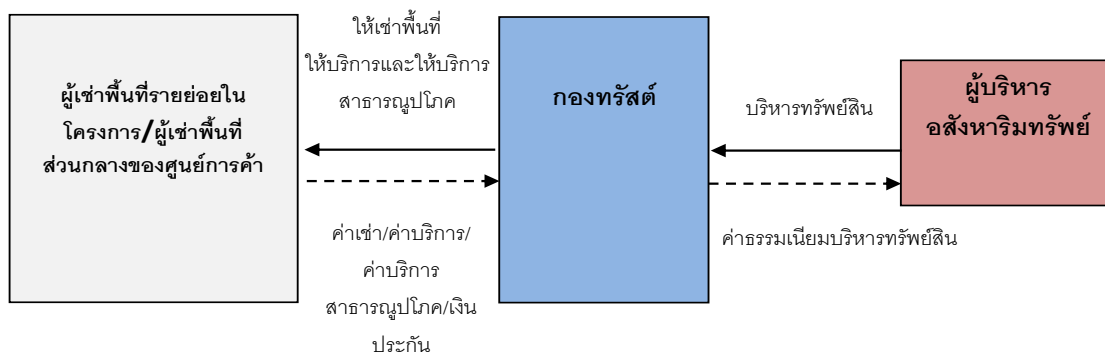 ให้เช่าพื้นที่
ให้บริการและให้บริการ
สาธารณูปโภค
ผู้เช่าพื้นที่รายย่อยใน
โครงการ/ผู้เช่าพื้นที่
ส่วนกลางของศูนย์การค้า
กองทรัสต์
บริหารทรัพย์สิน
ผู้บริหาร
อสังหาริมทรัพย์
ค่าเช่า/ค่าบริการ/
ค่าบริการ
สาธารณูปโภค/เงิน
ประกัน
ค่าธรรมเนียมบริหารทรัพย์สิน